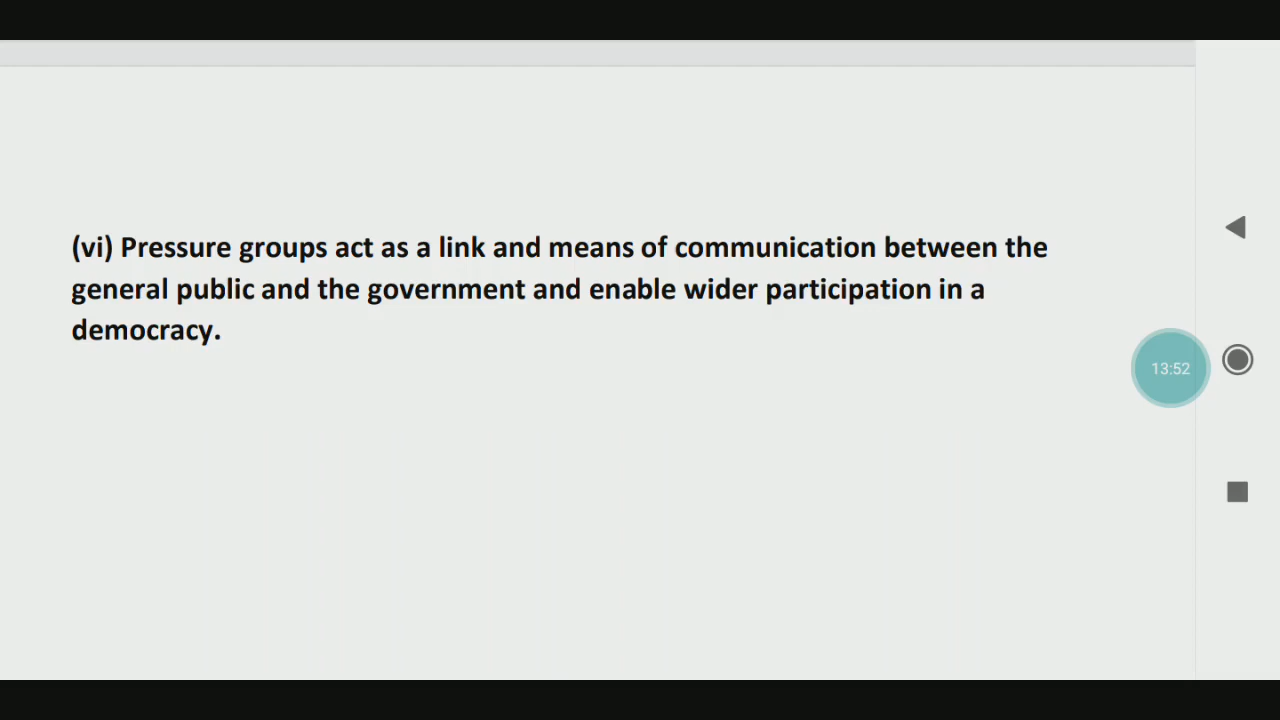 (vi) Pressure groups act as a link and means of communication between the
general public and the government and enable wider participation in a
democracy.
13:52